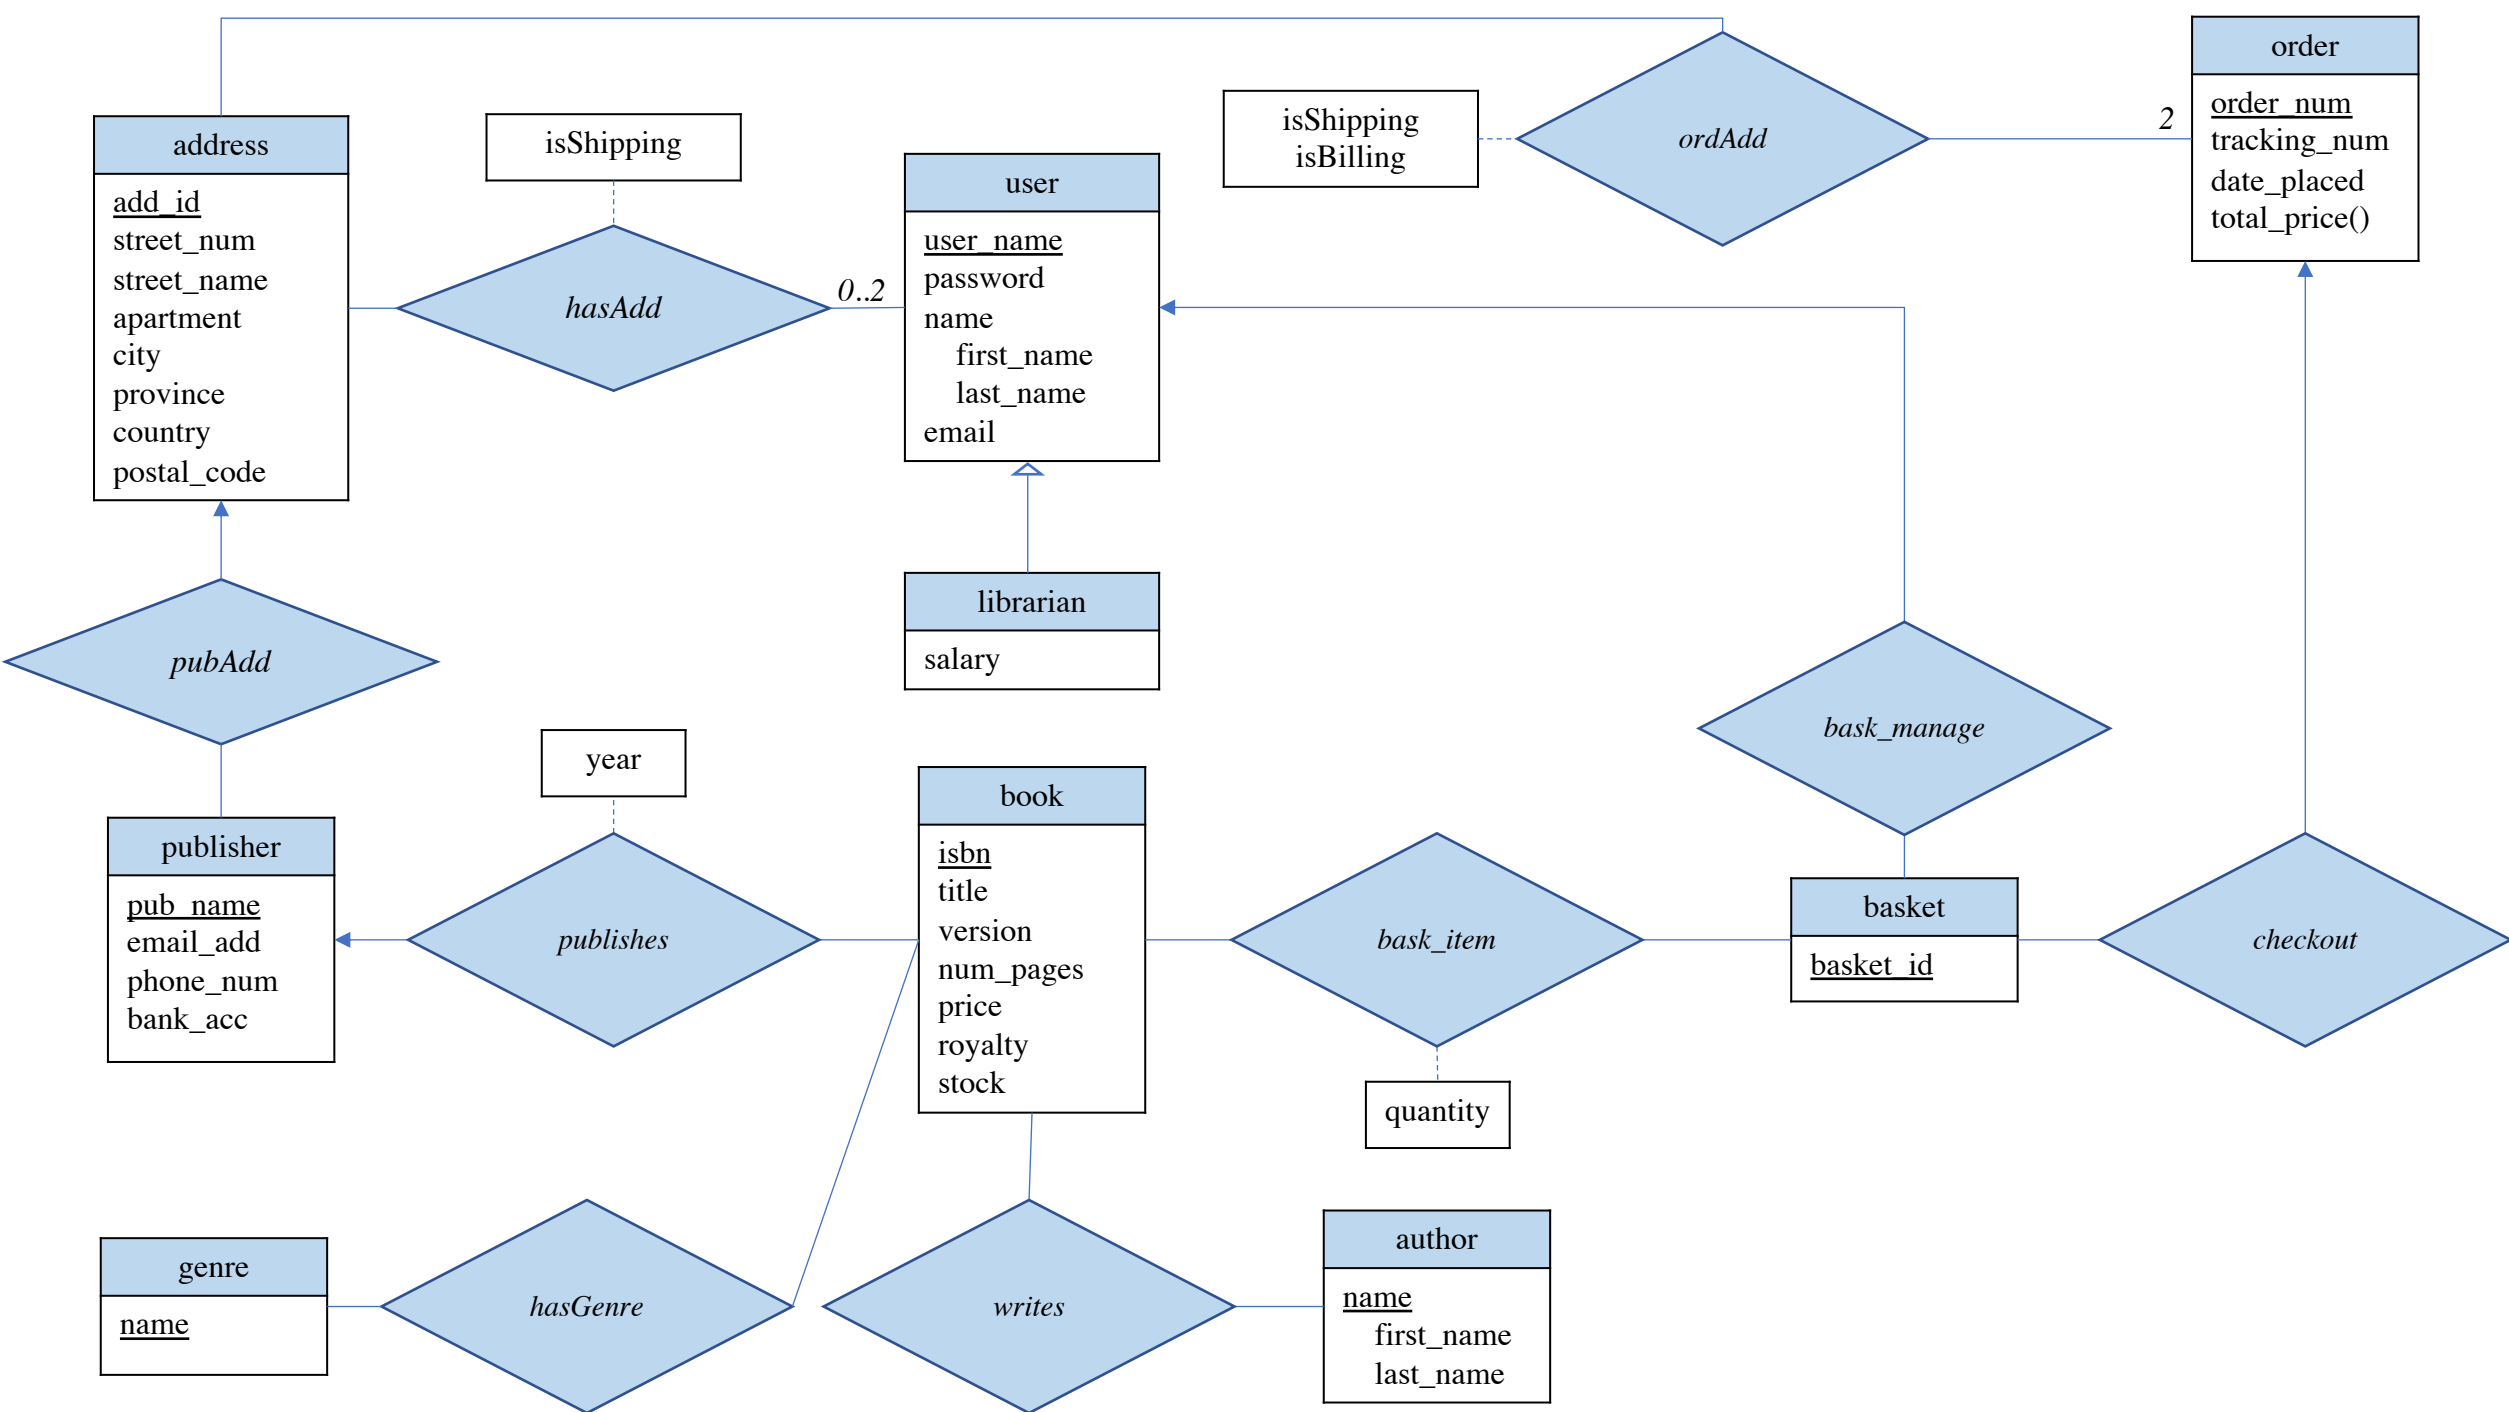 address
add_id
street_num
street_name
apartment
city
province
country
postal_code
isShipping
hasAdd
0..2
user
user_name
password
name
first_name
last_name
email
isShipping
isBilling
ordAdd
2
order
order_num
tracking_num
date_placed
total_price()
librarian
salary
pubAdd
bask_manage
publisher
pub_name
email_add
phone_num
bank_acc
year
publishes
book
isbn
title
version
num_pages
price
royalty
stock
bask_item
quantity
basket
basket_id
checkout
genre
name
hasGenre
writes
author
name
first_name
last_name